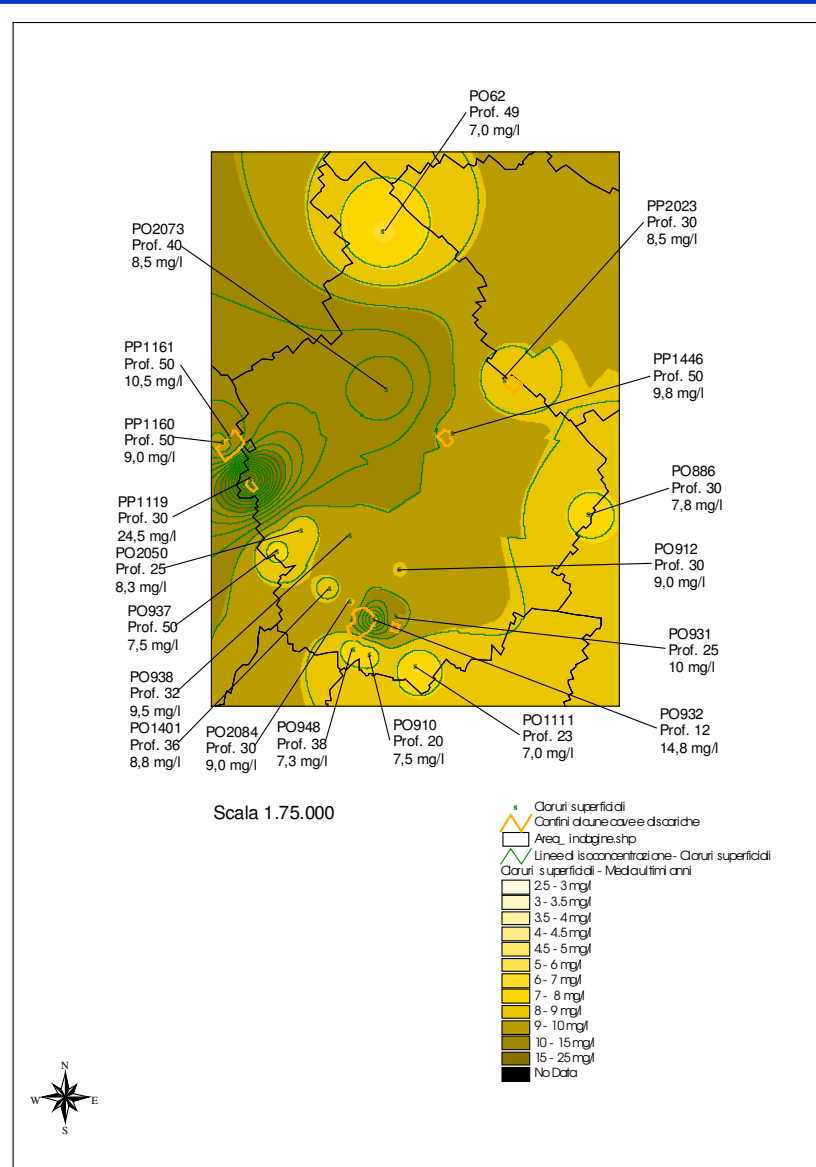 PO62
Prof. 49
7,0 mg/l
PP2023
Prof. 30
8,5 mg/l
PO2073
Prof. 40
8,5 mg/l
PP1161
Prof. 50
10,5 mg/l
PP1446
Prof. 50
9,8 mg/l
PP1160
Prof. 50
9,0 mg/l
PO886
Prof. 30
7,8 mg/l
PP1119
Prof. 30
24,5 mg/l
PO2050
Prof. 25
8,3 mg/l
PO912
Prof. 30
9,0 mg/l
PO937
Prof. 50
7,5 mg/l
PO931
Prof. 25
10 mg/l
PO938
Prof. 32
9,5 mg/l
PO1401
Prof. 36
8,8 mg/l
PO2084
Prof. 30
9,0 mg/l
PO948
Prof. 38
7,3 mg/l
PO910
Prof. 20
7,5 mg/l
PO1111
Prof. 23
7,0 mg/l
PO932
Prof. 12
14,8 mg/l
Scala 1.75.000
s Cloruri superficiali
Confini alcune cave e discariche
Area_indagine.shp
Linee di isoconcentrazione - Cloruri superficiali
Cloruri superficiali - Media ultimi anni
2.5 - 3 mg/l
3 - 3.5 mg/l
3.5 - 4 mg/l
4 - 4.5 mg/l
4.5 - 5 mg/l
5 - 6 mg/l
6 - 7 mg/l
7 - 8 mg/l
8 - 9 mg/l
9 - 10 mg/l
10 - 15 mg/l
15 - 25 mg/l
No Data
N
W E
S